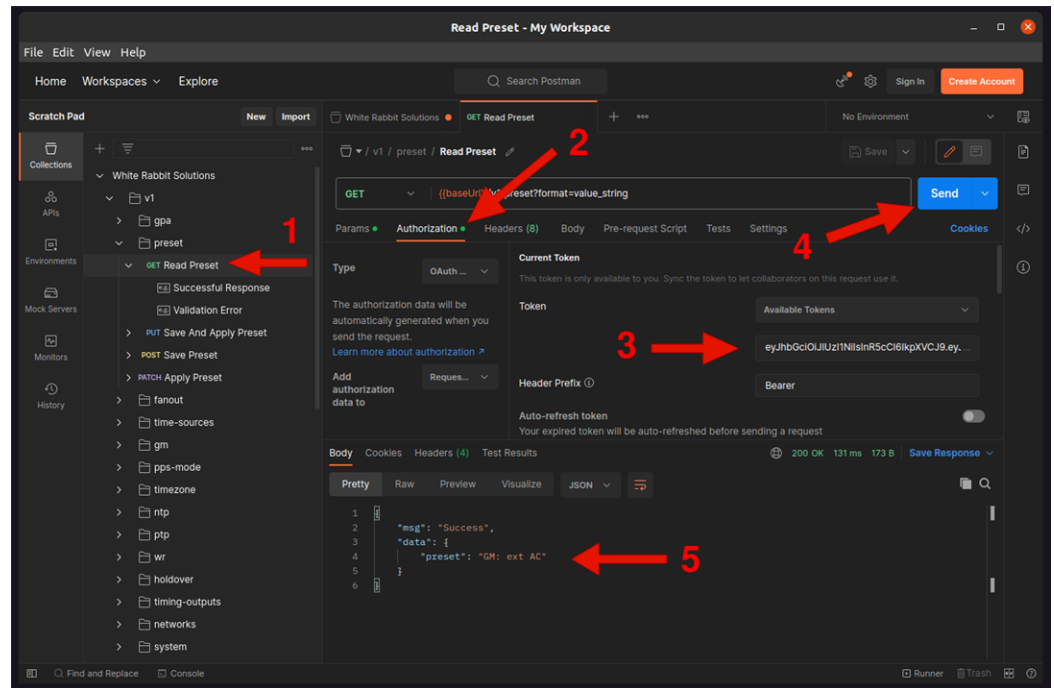 Read Preset - My Workspace
File Edit View Help
Home Workspaces Explore Search Postman Sign In Create Account
Scratch Pad New Import White Rabbit Solutions GET Read Preset No Environment
Collections
APIs
Environments
Mock Servers
Monitors
History
White Rabbit Solutions
v1
gpa
preset
GET Read Preset
Successful Response
Validation Error
PUT Save And Apply Preset
POST Save Preset
PATCH Apply Preset
fanout
time-sources
gm
pps-mode
timezone
ntp
ptp
wr
holdover
timing-outputs
networks
system
1
/ v1 / preset / Read Preset
2
Save
GET {{baseUrl}}/v1/preset?format=value_string Send
Params Authorization Headers (8) Body Pre-request Script Tests Settings Cookies
4
Type OAuth ...
The authorization data will be
automatically generated when you
send the request.
Learn more about authorization ↗
Add
authorization
data to
Reques...
Current Token
This token is only available to you. Sync the token to let collaborators on this request use it.
Token Available Tokens
3
Header Prefix Bearer
Auto-refresh token
Your expired token will be auto-refreshed before sending a request
Body Cookies Headers (4) Test Results 200 OK 131 ms 173 B Save Response
Pretty Raw Preview Visualize JSON
1 {
2 "msg": "Success",
3 "data": {
4 "preset": "GM: ext AC"
5 }
6 }
5
Find and Replace Console Runner Trash